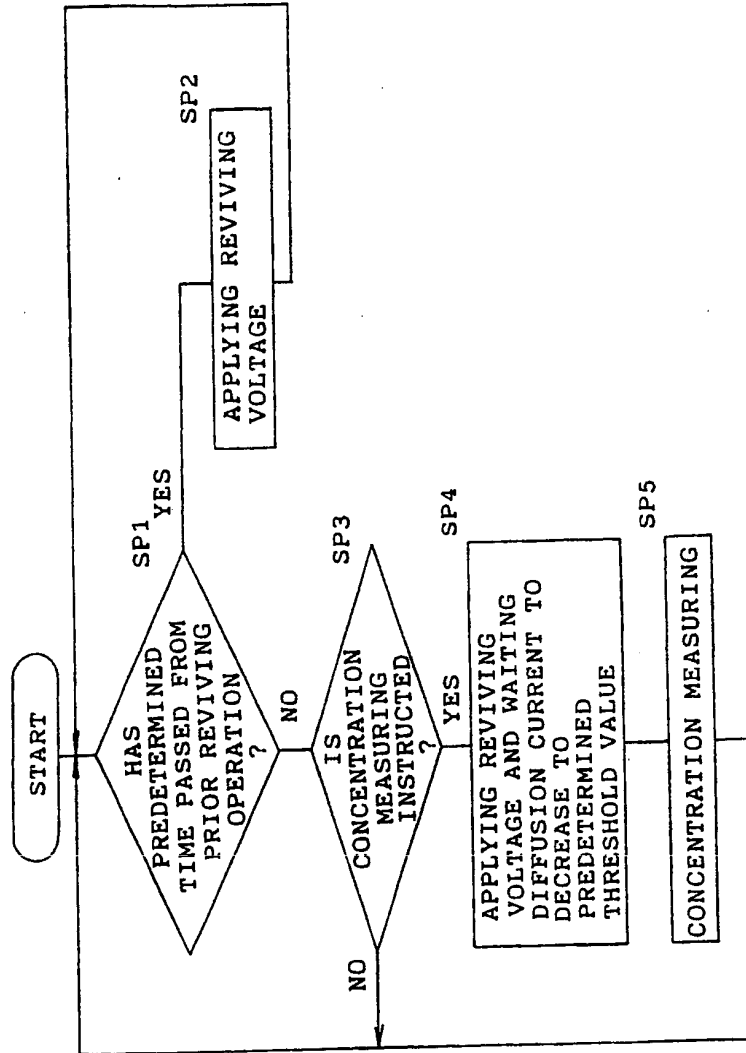 START
HAS
PREDETERMINED
TIME PASSED FROM
PRIOR REVIVING
OPERATION
?
SP1
YES
SP2
APPLYING REVIVING
VOLTAGE
NO
IS
CONCENTRATION
MEASURING
INSTRUCTED
?
SP3
NO
YES
SP4
APPLYING REVIVING
VOLTAGE AND WAITING
DIFFUSION CURRENT TO
DECREASE TO
PREDETERMINED
THRESHOLD VALUE
SP5
CONCENTRATION MEASURING